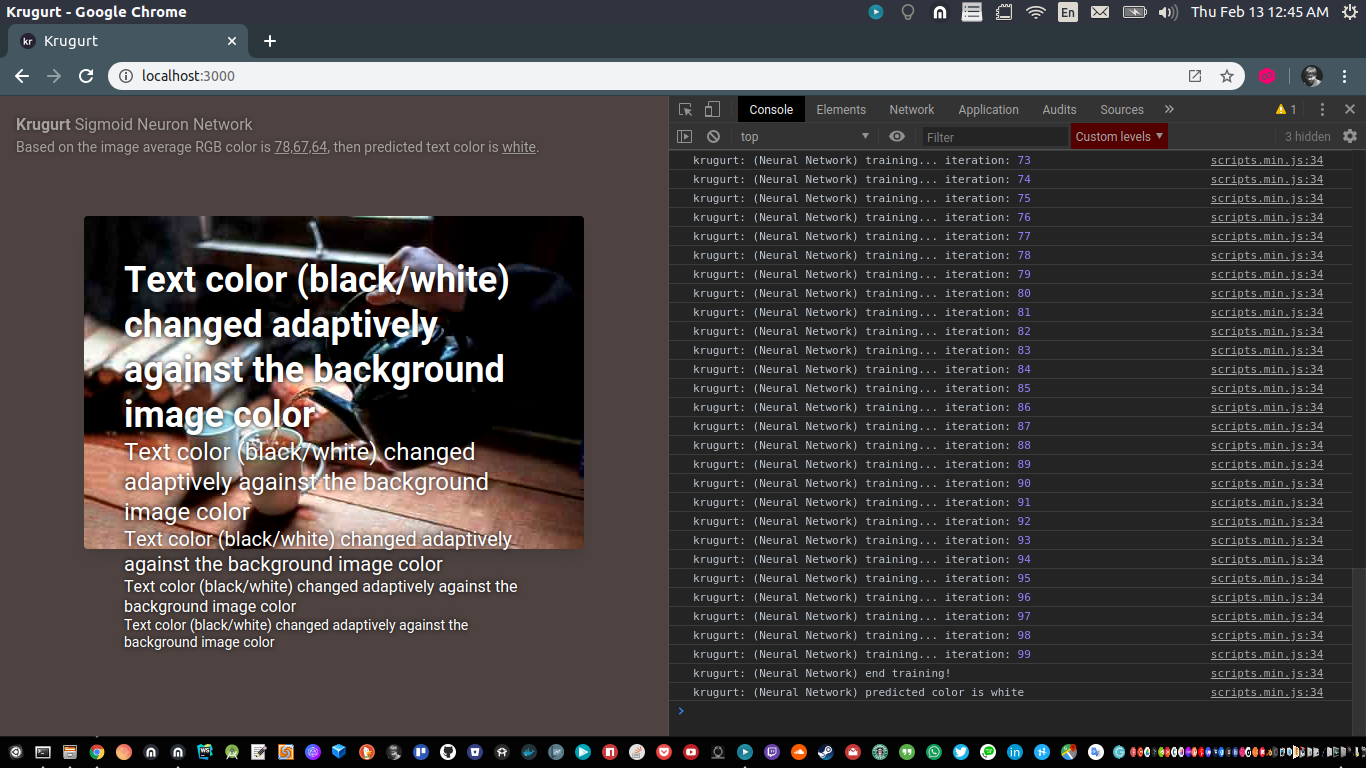 Krugurt - Google Chrome
En
Thu Feb 13 12:45 AM
kr Krugurt
localhost:3000
Krugurt Sigmoid Neuron Network
Based on the image average RGB color is 78,67,64, then predicted text color is white.
Text color (black/white)
changed adaptively
against the background
image color
Text color (black/white) changed
adaptively against the background
image color
Text color (black/white) changed adaptively
against the background image color
Text color (black/white) changed adaptively against the
background image color
Text color (black/white) changed adaptively against the
background image color
Console Elements Network Application Audits Sources » 1
top Filter Custom levels 3 hidden
krugurt: (Neural Network) training... iteration: 73 scripts.min.js:34
krugurt: (Neural Network) training... iteration: 74 scripts.min.js:34
krugurt: (Neural Network) training... iteration: 75 scripts.min.js:34
krugurt: (Neural Network) training... iteration: 76 scripts.min.js:34
krugurt: (Neural Network) training... iteration: 77 scripts.min.js:34
krugurt: (Neural Network) training... iteration: 78 scripts.min.js:34
krugurt: (Neural Network) training... iteration: 79 scripts.min.js:34
krugurt: (Neural Network) training... iteration: 80 scripts.min.js:34
krugurt: (Neural Network) training... iteration: 81 scripts.min.js:34
krugurt: (Neural Network) training... iteration: 82 scripts.min.js:34
krugurt: (Neural Network) training... iteration: 83 scripts.min.js:34
krugurt: (Neural Network) training... iteration: 84 scripts.min.js:34
krugurt: (Neural Network) training... iteration: 85 scripts.min.js:34
krugurt: (Neural Network) training... iteration: 86 scripts.min.js:34
krugurt: (Neural Network) training... iteration: 87 scripts.min.js:34
krugurt: (Neural Network) training... iteration: 88 scripts.min.js:34
krugurt: (Neural Network) training... iteration: 89 scripts.min.js:34
krugurt: (Neural Network) training... iteration: 90 scripts.min.js:34
krugurt: (Neural Network) training... iteration: 91 scripts.min.js:34
krugurt: (Neural Network) training... iteration: 92 scripts.min.js:34
krugurt: (Neural Network) training... iteration: 93 scripts.min.js:34
krugurt: (Neural Network) training... iteration: 94 scripts.min.js:34
krugurt: (Neural Network) training... iteration: 95 scripts.min.js:34
krugurt: (Neural Network) training... iteration: 96 scripts.min.js:34
krugurt: (Neural Network) training... iteration: 97 scripts.min.js:34
krugurt: (Neural Network) training... iteration: 98 scripts.min.js:34
krugurt: (Neural Network) training... iteration: 99 scripts.min.js:34
krugurt: (Neural Network) end training! scripts.min.js:34
krugurt: (Neural Network) predicted color is white scripts.min.js:34